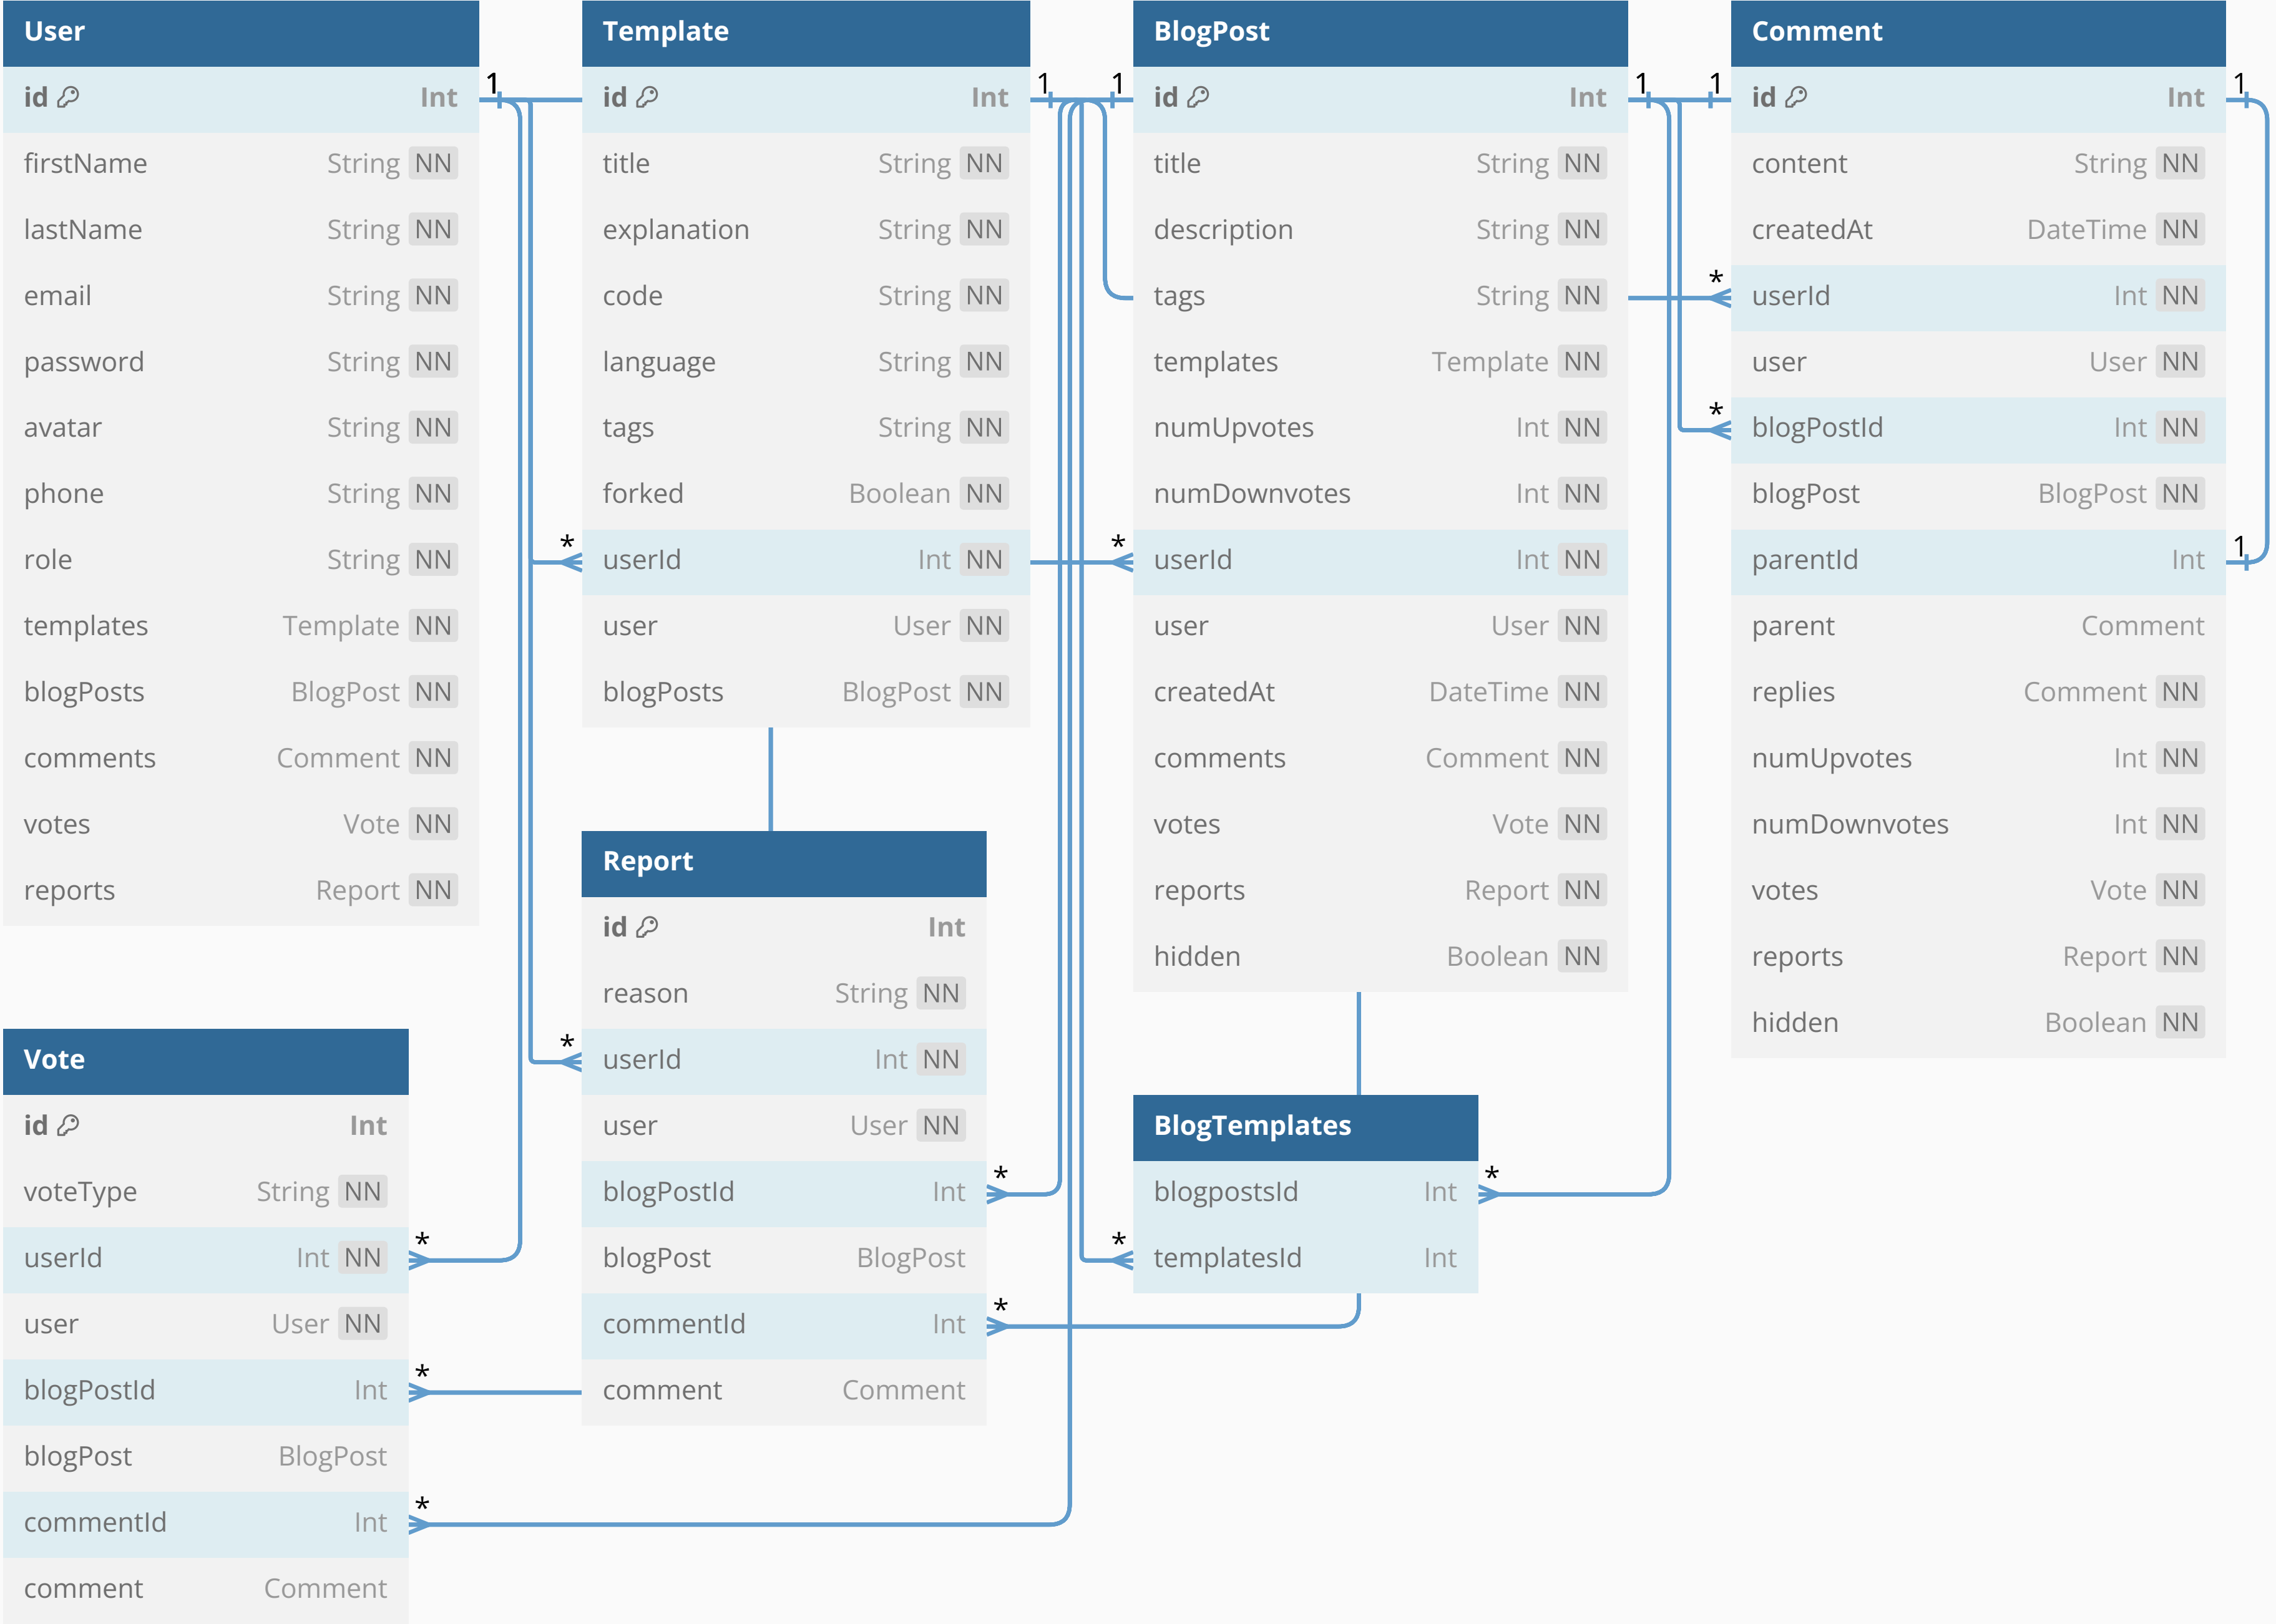 User
id Int
firstName String NN
lastName String NN
email String NN
password String NN
avatar String NN
phone String NN
role String NN
templates Template NN
blogPosts BlogPost NN
comments Comment NN
votes Vote NN
reports Report NN
1
Template
id Int
title String NN
explanation String NN
code String NN
language String NN
tags String NN
forked Boolean NN
* userId Int NN
user User NN
blogPosts BlogPost NN
1 1
BlogPost
id Int
title String NN
description String NN
tags String NN
templates Template NN
numUpvotes Int NN
numDownvotes Int NN
* userId Int NN
user User NN
createdAt DateTime NN
comments Comment NN
votes Vote NN
reports Report NN
hidden Boolean NN
1 1
Comment
id Int 1
content String NN
createdAt DateTime NN
* userId Int NN
user User NN
* blogPostId Int NN
blogPost BlogPost NN
parentId Int 1
parent Comment
replies Comment NN
numUpvotes Int NN
numDownvotes Int NN
votes Vote NN
reports Report NN
hidden Boolean NN
Report
id Int
reason String NN
* userId Int NN
user User NN
blogPostId Int *
blogPost BlogPost
commentId Int *
comment Comment
BlogTemplates
blogpostsId Int *
* templatesId Int
Vote
id Int
voteType String NN
userId Int NN *
user User NN
blogPostId Int *
blogPost BlogPost
commentId Int *
comment Comment